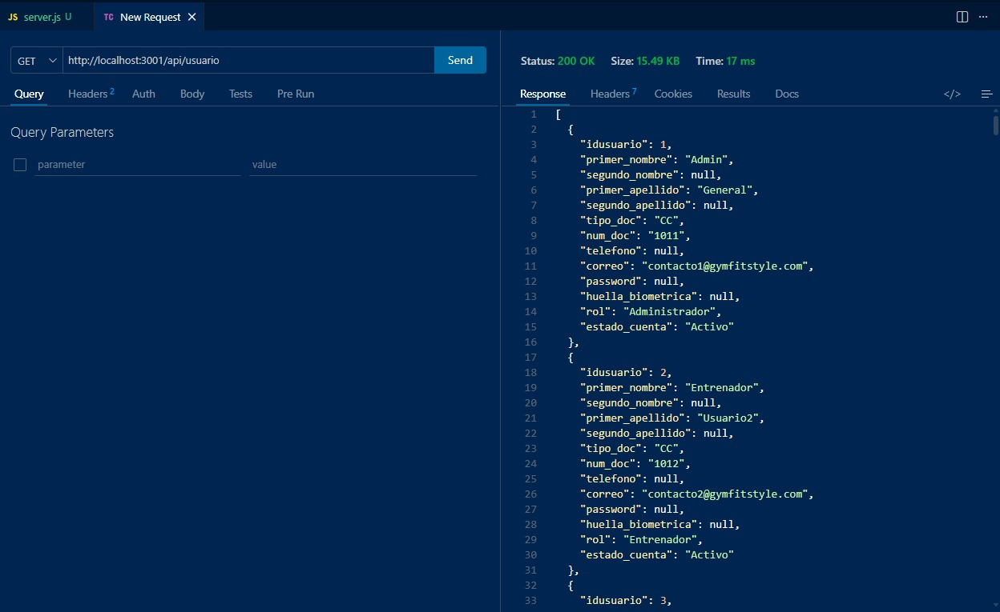 JS server.js U
TC New Request
GET http://localhost:3001/api/usuario Send
Query Headers 2 Auth Body Tests Pre Run
Query Parameters
parameter value
Status: 200 OK Size: 15.49 KB Time: 17 ms
Response Headers 7 Cookies Results Docs </>
1 [
2 {
3 "idusuario": 1,
4 "primer_nombre": "Admin",
5 "segundo_nombre": null,
6 "primer_apellido": "General",
7 "segundo_apellido": null,
8 "tipo_doc": "CC",
9 "num_doc": "1011",
10 "telefono": null,
11 "correo": "contacto1@gymfitstyle.com",
12 "password": null,
13 "huella_biometrica": null,
14 "rol": "Administrador",
15 "estado_cuenta": "Activo"
16 },
17 {
18 "idusuario": 2,
19 "primer_nombre": "Entrenador",
20 "segundo_nombre": null,
21 "primer_apellido": "Usuario2",
22 "segundo_apellido": null,
23 "tipo_doc": "CC",
24 "num_doc": "1012",
25 "telefono": null,
26 "correo": "contacto2@gymfitstyle.com",
27 "password": null,
28 "huella_biometrica": null,
29 "rol": "Entrenador",
30 "estado_cuenta": "Activo"
31 },
32 {
33 "idusuario": 3,